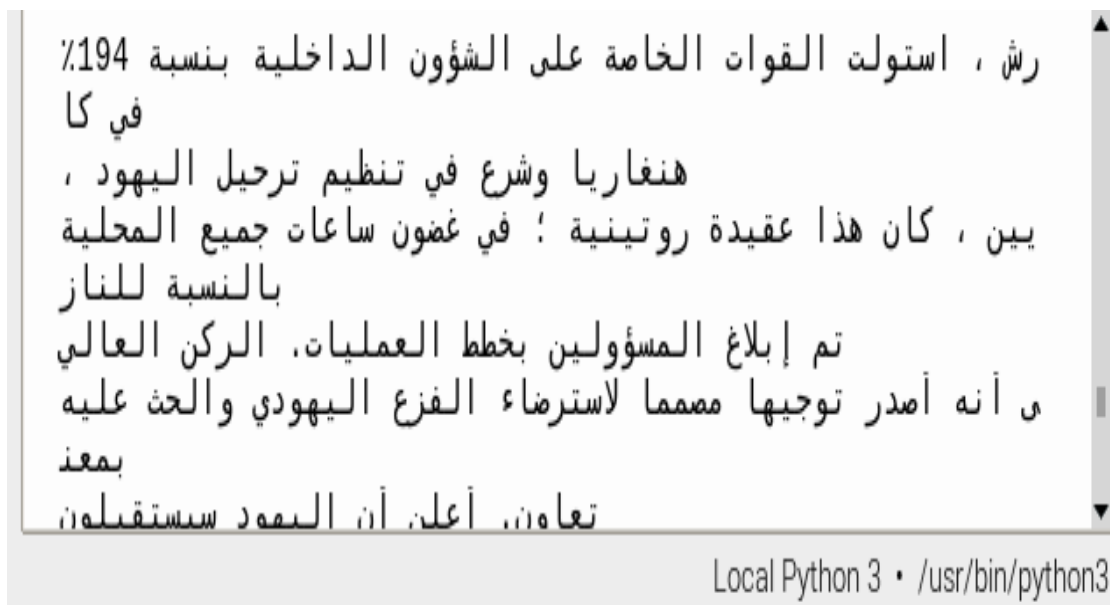 رش ، استولت القوات الخاصة على الشؤون الداخلية بنسبة 194٪
في كا
هنغاريا وشرع في تنظيم ترحيل اليهود ،
يين ، كان هذا عقيدة روتينية ؛ في غضون ساعات جميع المحلية
بالنسبة للناز
تم إبلاغ المسؤولين بخطط العمليات. الركن العالي
ى أنه أصدر توجيها مصمما لاسترضاء الفزع اليهودي والحث عليه
بمعن
تعاون. أعلن أن اليهود سيستقبلون
Local Python 3 • /usr/bin/python3